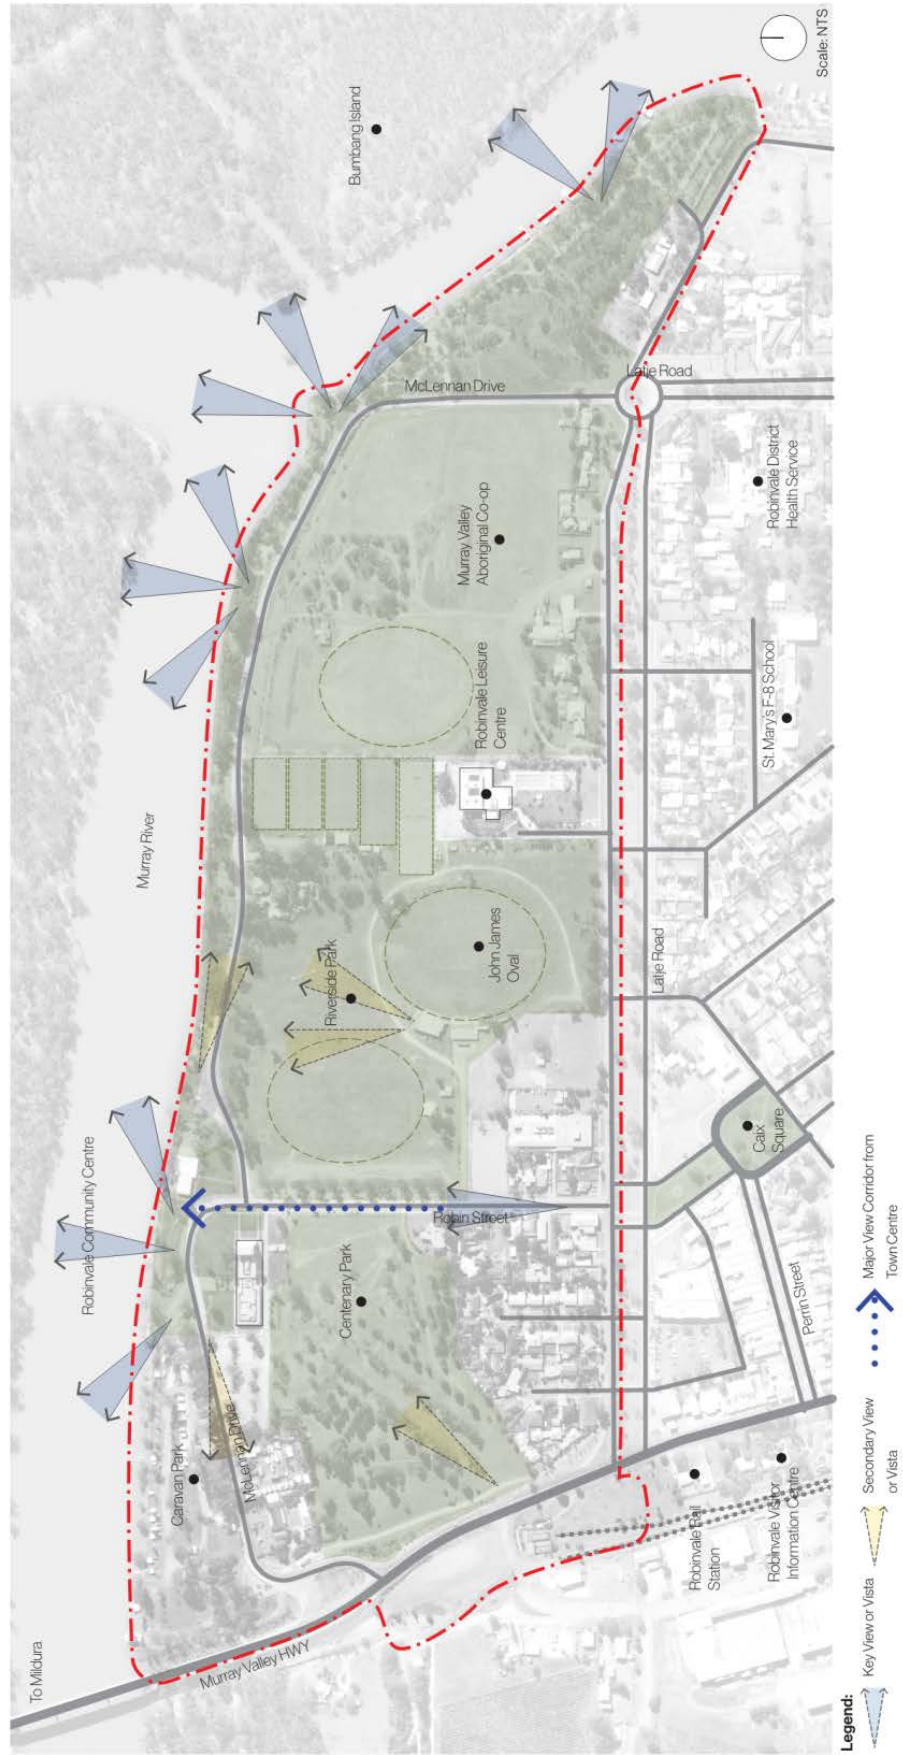 To Mildura
Murray Valley HWY
Caravan Park
McLennan Drive
Robinvale Community Centre
Murray River
Bumbang Island
Scale: NTS
Centenary Park
Robin Street
Riverside Park
John James
Oval
Robinvale Leisure
Centre
Murray Valley
Aboriginal Co-op
McLennan Drive
Latje Road
Robinvale Rail
Station
Robinvale Visitor
Information Centre
Perrin Street
Caix
Square
Latje Road
St. Mary's F-8 School
Robinvale District
Health Service
Legend:
Key View or Vista
Secondary View
or Vista
Major View Corridor from
Town Centre